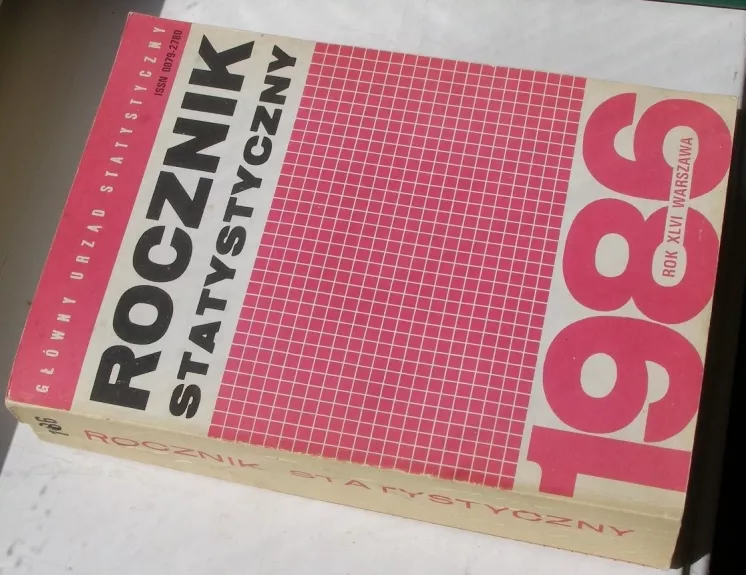 GŁÓWNY URZĄD STATYSTYCZNY
ISSN 0079-2780
ROCZNIK
STATYSTYCZNY
1986
ROK XLVI WARSZAWA
1986
ROCZNIK STATYSTYCZNY